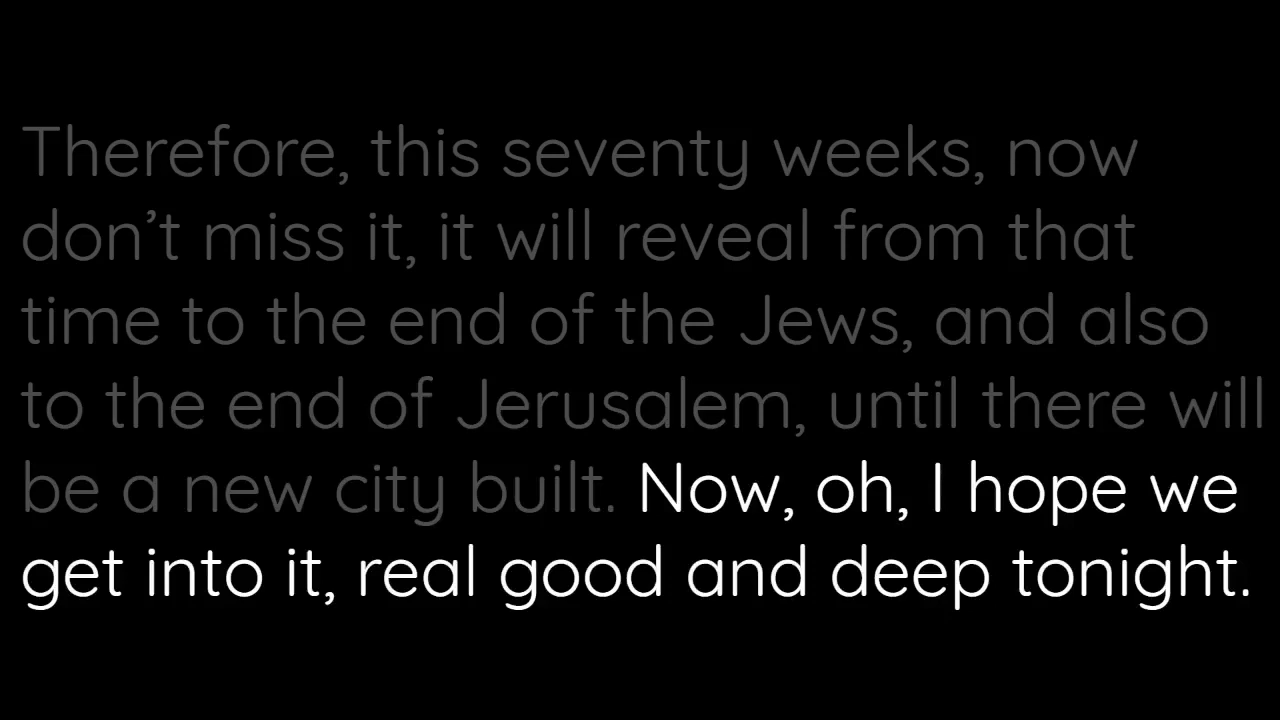 Therefore, this seventy weeks, now
don’t miss it, it will reveal from that
time to the end of the Jews, and also
to the end of Jerusalem, until there will
be a new city built. Now, oh, I hope we
get into it, real good and deep tonight.